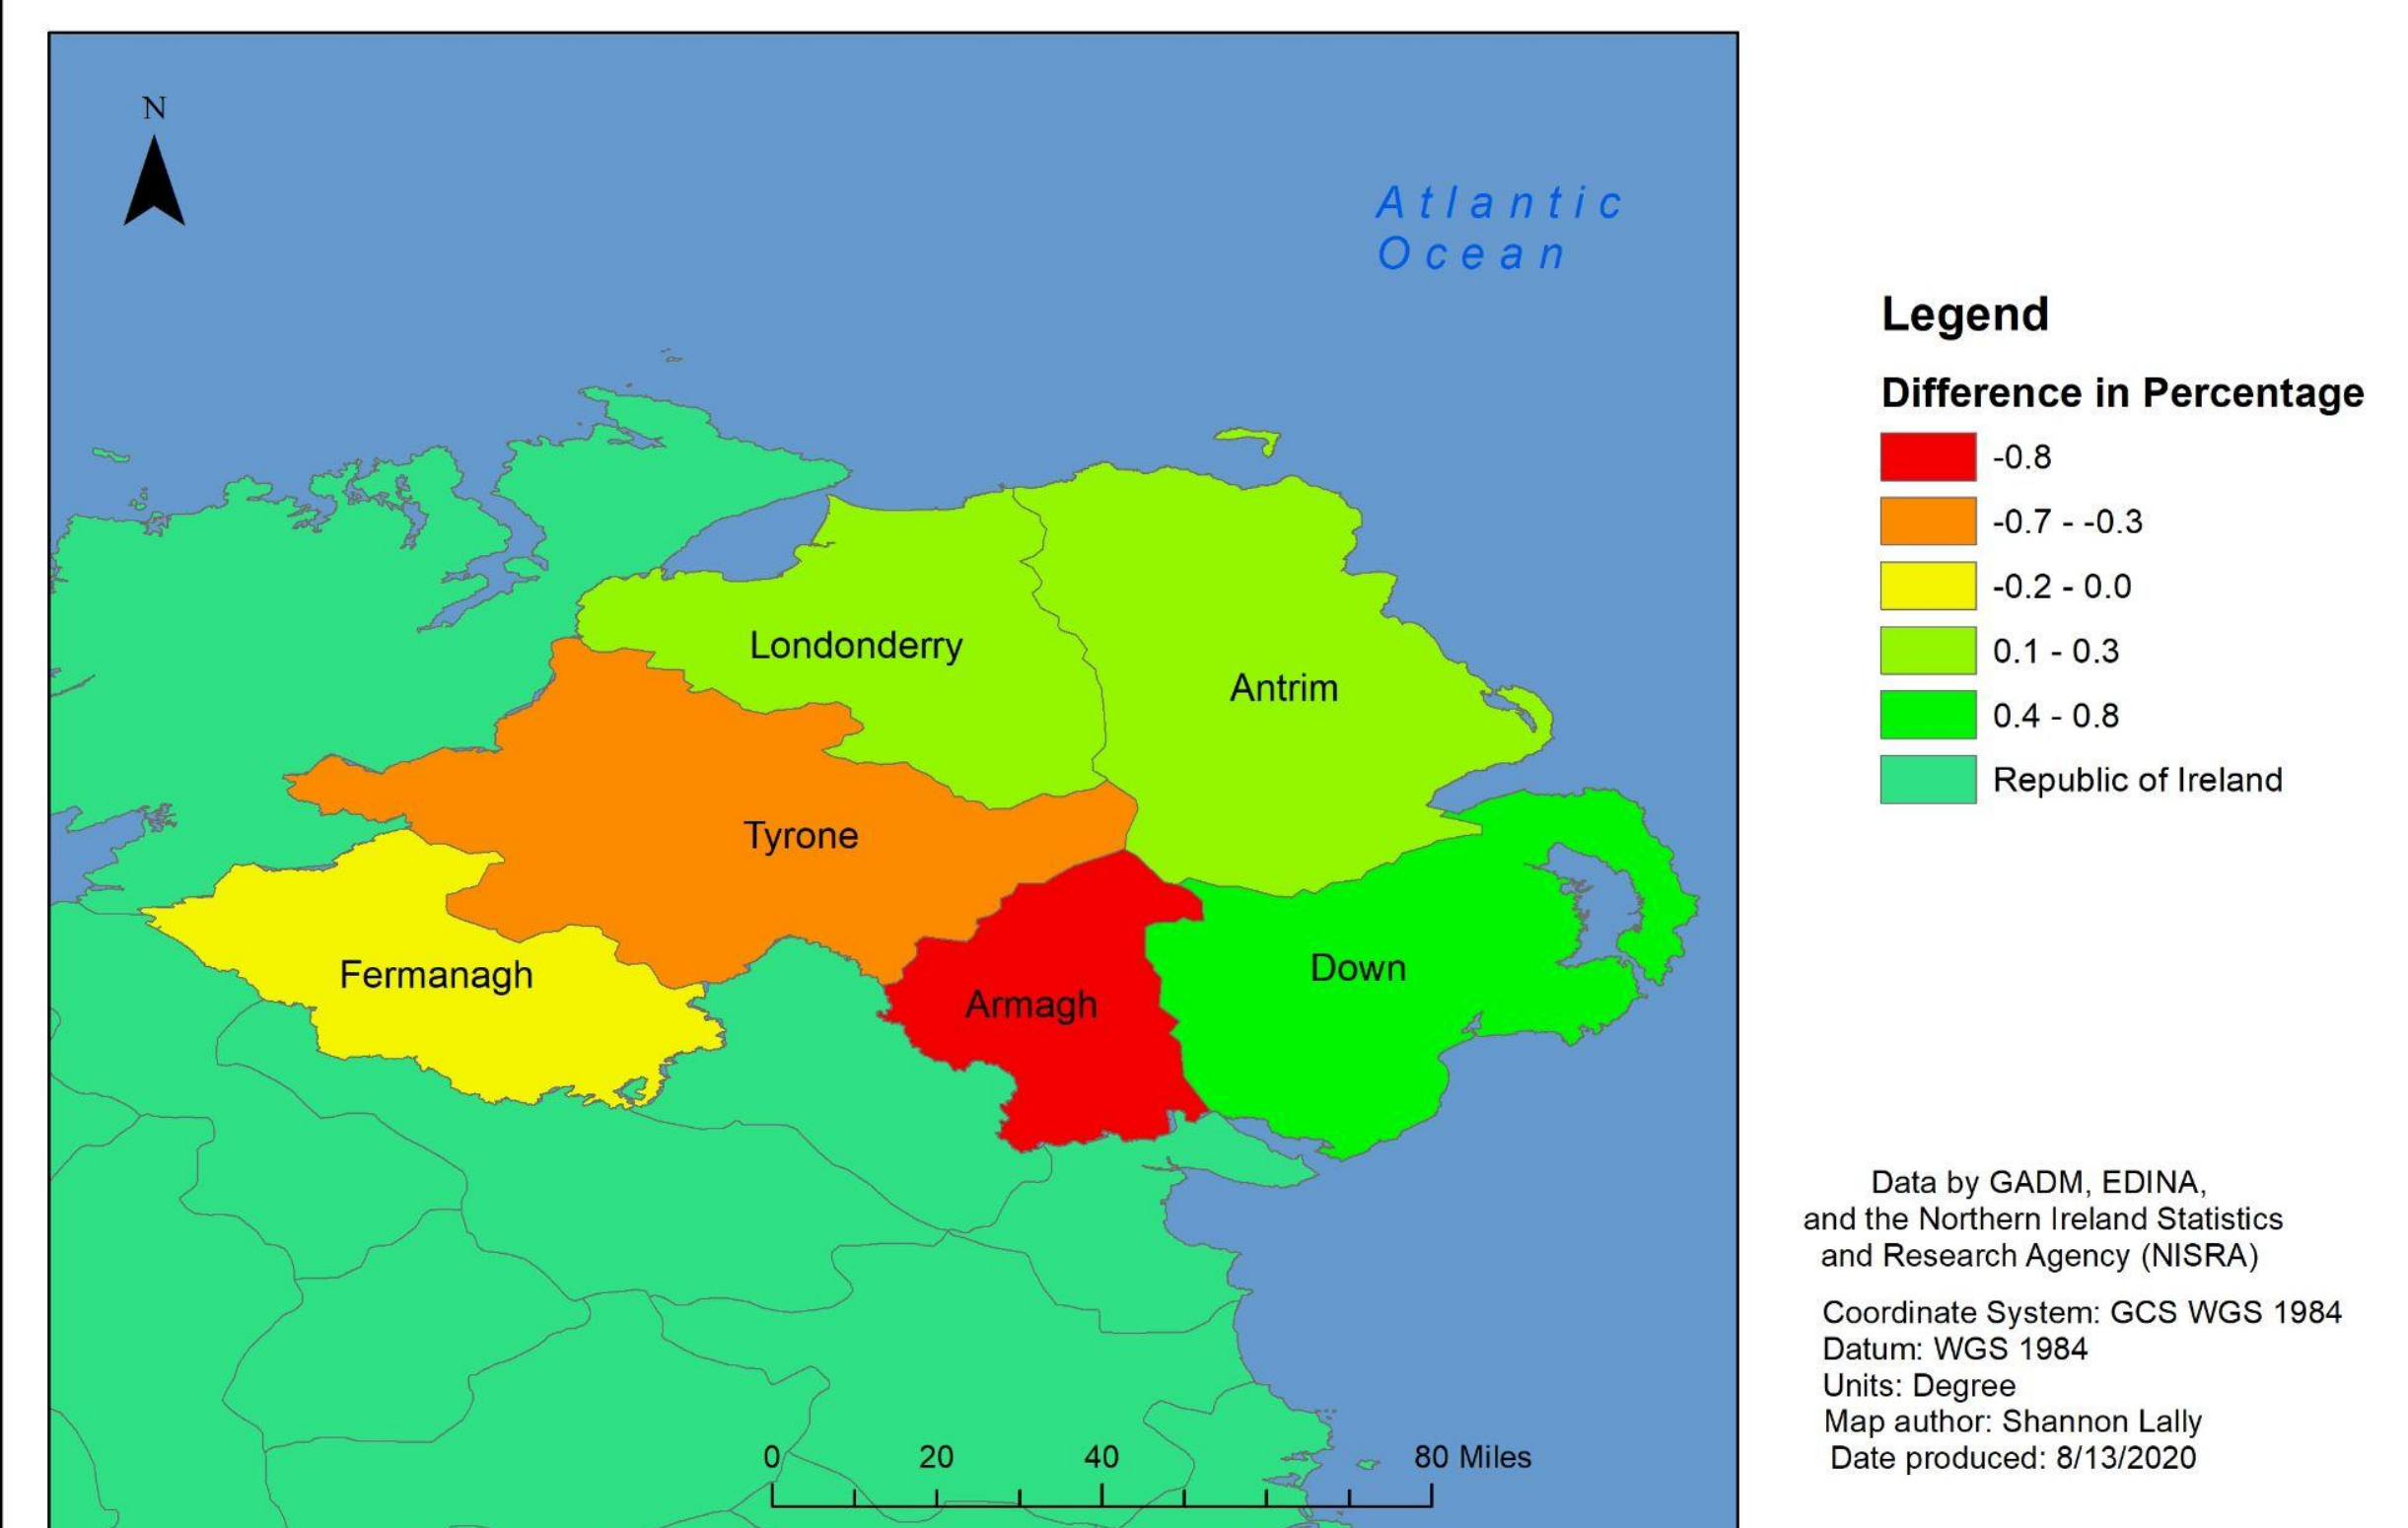 N
Atlantic
Ocean
Londonderry
Antrim
Tyrone
Fermanagh
Down
Armagh
0 20 40 80 Miles
Legend
Difference in Percentage
-0.8
-0.7 - -0.3
-0.2 - 0.0
0.1 - 0.3
0.4 - 0.8
Republic of Ireland
Data by GADM, EDINA,
and the Northern Ireland Statistics
and Research Agency (NISRA)
Coordinate System: GCS WGS 1984
Datum: WGS 1984
Units: Degree
Map author: Shannon Lally
Date produced: 8/13/2020